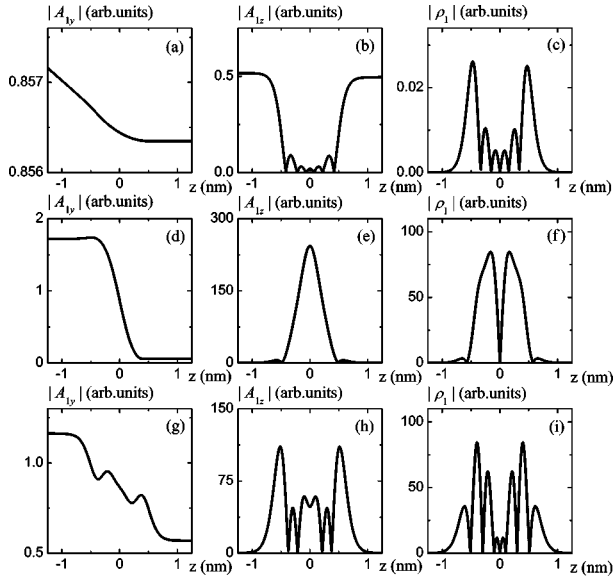 | A₁y | (arb.units) | A₁z | (arb.units) | ρ₁ | (arb.units)
(a) (b) (c)
0.857 0.5 0.02
0.856 0.0 0.00
-1 0 1 z (nm) -1 0 1 z (nm) -1 0 1 z (nm)
| A₁y | (arb.units) | A₁z | (arb.units) | ρ₁ | (arb.units)
2 300 100
(d) (e) (f)
1 150 50
0 0 0
-1 0 1 z (nm) -1 0 1 z (nm) -1 0 1 z (nm)
| A₁y | (arb.units) | A₁z | (arb.units) | ρ₁ | (arb.units)
150 100
(g) (h) (i)
1.0 75 50
0.5 0 0
-1 0 1 z (nm) -1 0 1 z (nm) -1 0 1 z (nm)